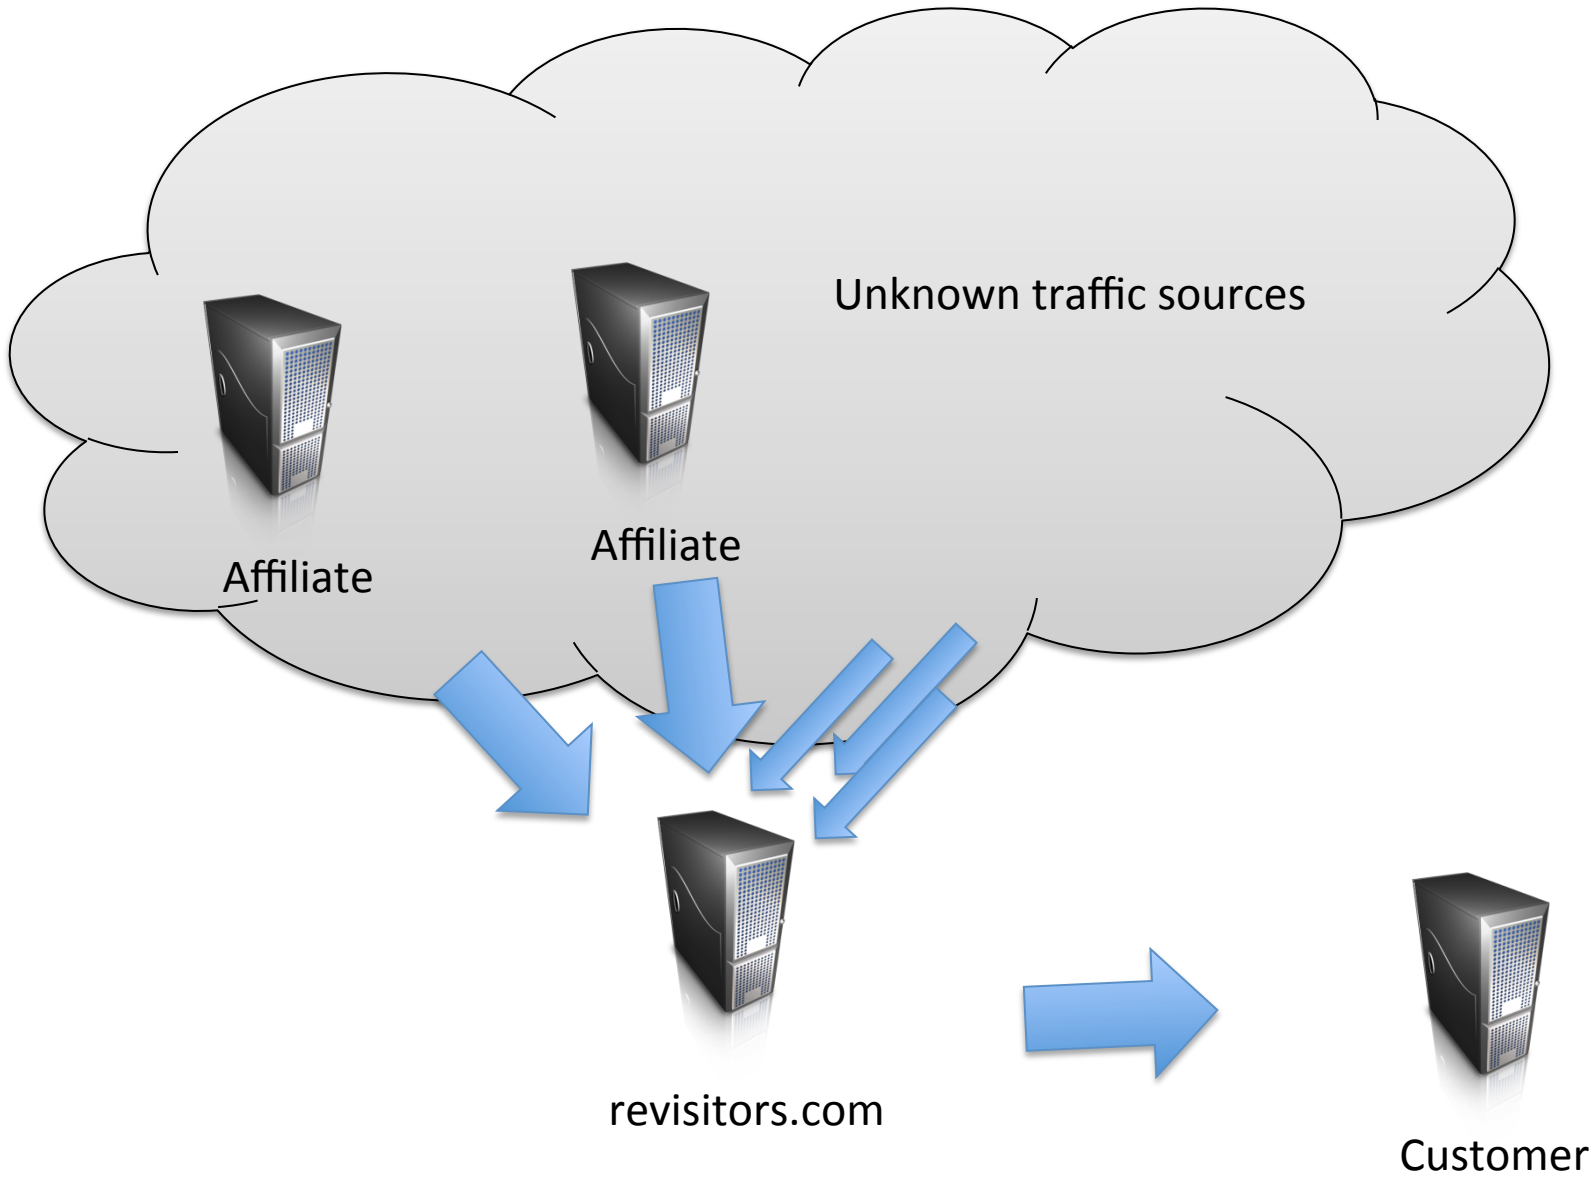 Unknown traffic sources
Affiliate
Affiliate
revisitors.com
Customer